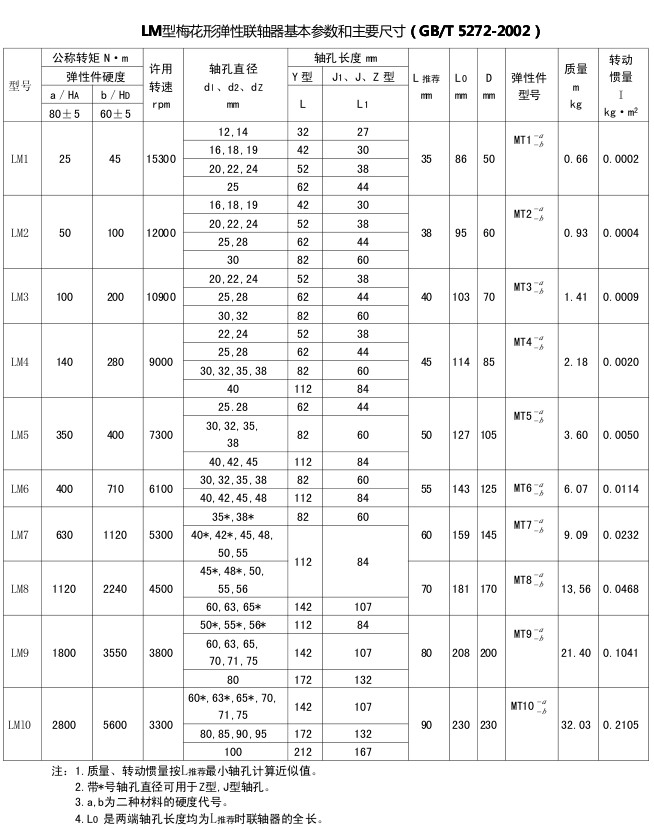 LM型梅花形弹性联轴器基本参数和主要尺寸（GB/T 5272-2002）
型号 公称转矩 N·m 许用转速 rpm 轴孔直径 d1、d2、dZ mm 轴孔长度 mm L推荐 mm L0 mm D mm 弹性件型号 质量 m kg 转动惯量 I kg·m²
弹性件硬度 Y 型 J₁、J、Z 型
a/HA b/HD L L1
80±5 60±5
LM1 25 45 15300 12,14 32 27 35 86 50 MT1 -a -b 0.66 0.0002
16,18,19 42 30
20,22,24 52 38
25 62 44
LM2 50 100 12000 16,18,19 42 30 38 95 60 MT2 -a -b 0.93 0.0004
20,22,24 52 38
25,28 62 44
30 82 60
LM3 100 200 10900 20,22,24 52 38 40 103 70 MT3 -a -b 1.41 0.0009
25,28 62 44
30,32 82 60
LM4 140 280 9000 22,24 52 38 45 114 85 MT4 -a -b 2.18 0.0020
25,28 62 44
30,32,35,38 82 60
40 112 84
LM5 350 400 7300 25.28 62 44 50 127 105 MT5 -a -b 3.60 0.0050
30,32,35,
38 82 60
40,42,45 112 84
LM6 400 710 6100 30,32,35,38 82 60 55 143 125 MT6 -a -b 6.07 0.0114
40,42,45,48 112 84
LM7 630 1120 5300 35*,38* 82 60 60 159 145 MT7 -a -b 9.09 0.0232
40*,42*,45,48,
50,55 112 84
LM8 1120 2240 4500 45*,48*,50,
55,56 70 181 170 MT8 -a -b 13,56 0.0468
60,63,65* 142 107
LM9 1800 3550 3800 50*,55*,56* 112 84 80 208 200 MT9 -a -b 21.40 0.1041
60,63,65,
70,71,75 142 107
80 172 132
LM10 2800 5600 3300 60*,63*,65*,70,
71,75 142 107 90 230 230 MT10 -a -b 32.03 0.2105
80,85,90,95 172 132
100 212 167
注：1.质量、转动惯量按L推荐最小轴孔计算近似值。
2.带*号轴孔直径可用于Z型,J型轴孔。
3.a,b为二种材料的硬度代号。
4.L0 是两端轴孔长度均为L推荐时联轴器的全长。